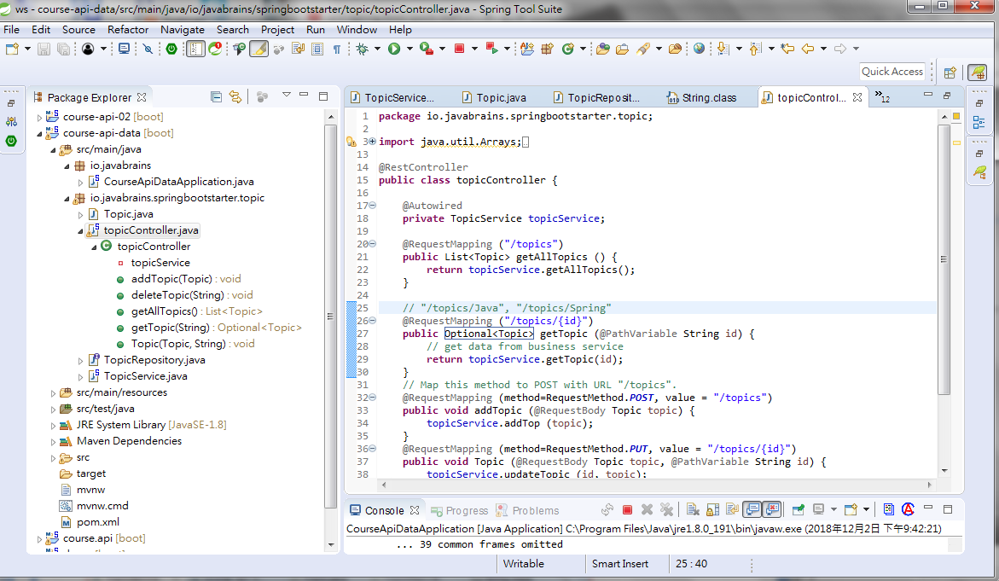 ws - course-api-data/src/main/java/io/javabrains/springbootstarter/topic/topicController.java - Spring Tool Suite
File Edit Source Refactor Navigate Search Project Run Window Help
Quick Access
Package Explorer
course-api-02 [boot]
course-api-data [boot]
src/main/java
io.javabrains
CourseApiDataApplication.java
io.javabrains.springbootstarter.topic
Topic.java
topicController.java
topicController
topicService
addTopic(Topic) : void
deleteTopic(String) : void
getAllTopics() : List<Topic>
getTopic(String) : Optional<Topic>
Topic(Topic, String) : void
TopicRepository.java
TopicService.java
src/main/resources
src/test/java
JRE System Library [JavaSE-1.8]
Maven Dependencies
src
target
mvnw
mvnw.cmd
pom.xml
course.api [boot]
TopicService... Topic.java TopicReposit... String.class topicControl... »12
1 package io.javabrains.springbootstarter.topic;
2
3 import java.util.Arrays;
13
14 @RestController
15 public class topicController {
16
17 @Autowired
18 private TopicService topicService;
19
20 @RequestMapping ("/topics")
21 public List<Topic> getAllTopics () {
22 return topicService.getAllTopics();
23 }
24
25 // "/topics/Java", "/topics/Spring"
26 @RequestMapping ("/topics/{id}")
27 public Optional<Topic> getTopic (@PathVariable String id) {
28 // get data from business service
29 return topicService.getTopic(id);
30 }
31 // Map this method to POST with URL "/topics".
32 @RequestMapping (method=RequestMethod.POST, value = "/topics")
33 public void addTopic (@RequestBody Topic topic) {
34 topicService.addTop (topic);
35 }
36 @RequestMapping (method=RequestMethod.PUT, value = "/topics/{id}")
37 public void Topic (@RequestBody Topic topic, @PathVariable String id) {
38 topicService.updateTopic (id, topic);
Console Progress Problems
CourseApiDataApplication [Java Application] C:\Program Files\Java\jre1.8.0_191\bin\javaw.exe (2018年12月2日 下午9:42:21)
... 39 common frames omitted
Writable Smart Insert 25 : 40